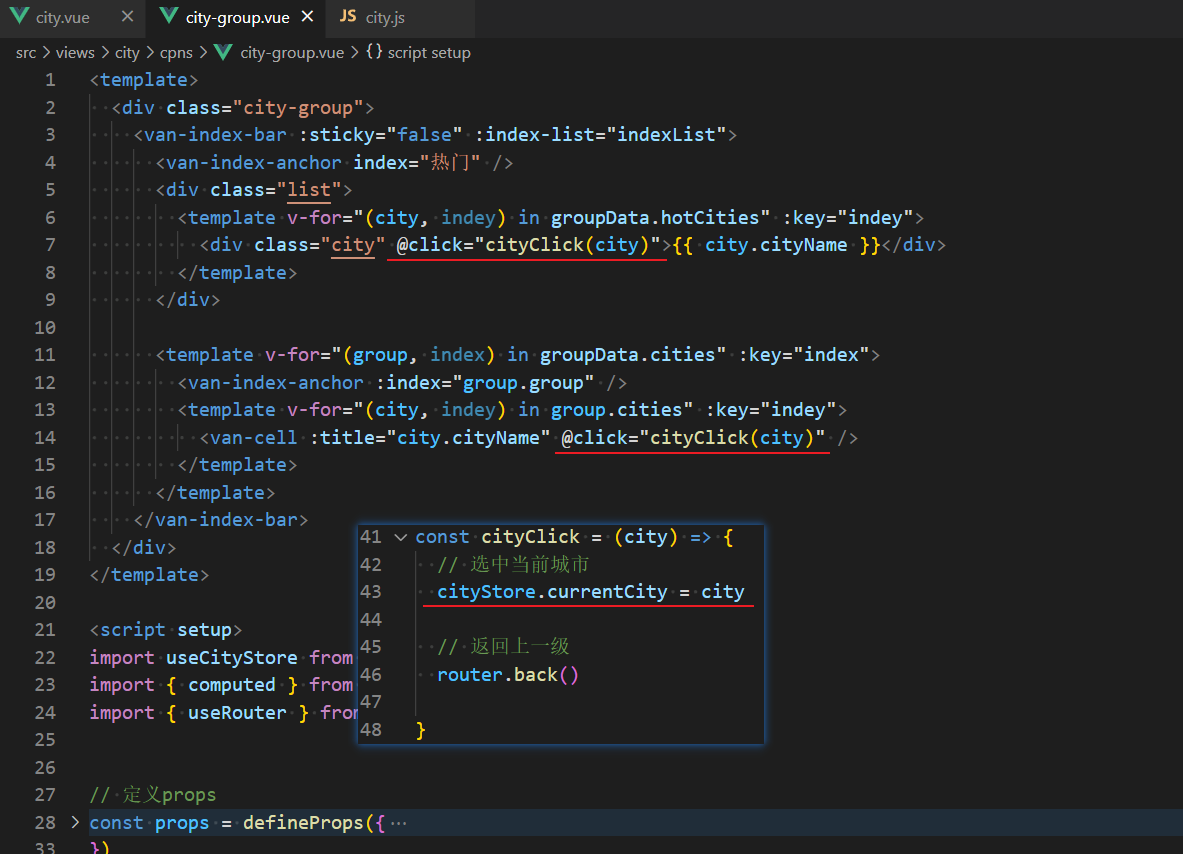 city.vue × city-group.vue × JS city.js
src > views > city > cpns > city-group.vue > {} script setup
1 <template>
2 <div class="city-group">
3 <van-index-bar :sticky="false" :index-list="indexList">
4 <van-index-anchor index="热门" />
5 <div class="list">
6 <template v-for="(city, indey) in groupData.hotCities" :key="indey">
7 <div class="city" @click="cityClick(city)">{{ city.cityName }}</div>
8 </template>
9 </div>
10
11 <template v-for="(group, index) in groupData.cities" :key="index">
12 <van-index-anchor :index="group.group" />
13 <template v-for="(city, indey) in group.cities" :key="indey">
14 <van-cell :title="city.cityName" @click="cityClick(city)" />
15 </template>
16 </template>
17 </van-index-bar>
18 </div>
19 </template>
20
21 <script setup>
22 import useCityStore from
23 import { computed } from
24 import { useRouter } from
25
26
27 // 定义props
28 > const props = defineProps({ ···
33 })
41 const cityClick = (city) => {
42 // 选中当前城市
43 cityStore.currentCity = city
44
45 // 返回上一级
46 router.back()
47
48 }